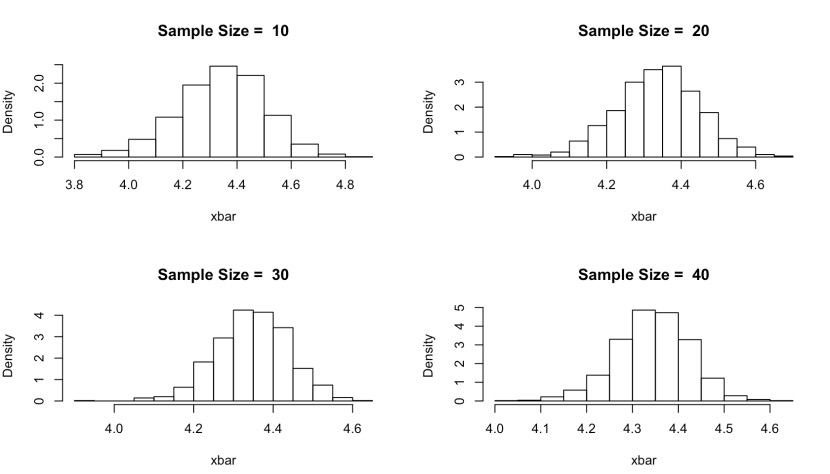 Sample Size =  10
Density
0.0 1.0 2.0
3.8 4.0 4.2 4.4 4.6 4.8
xbar
Sample Size =  20
Density
0 1 2 3
4.0 4.2 4.4 4.6
xbar
Sample Size =  30
Density
0 1 2 3 4
4.0 4.2 4.4 4.6
xbar
Sample Size =  40
Density
0 1 2 3 4 5
4.0 4.1 4.2 4.3 4.4 4.5 4.6
xbar